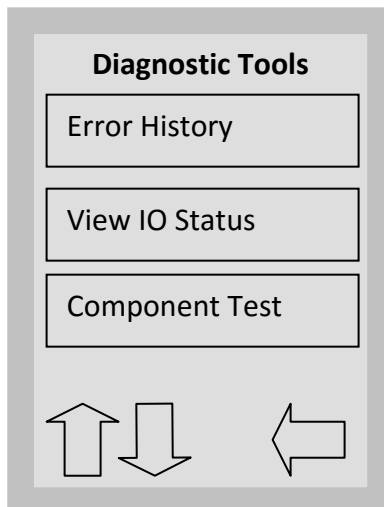 Diagnostic Tools
Error History
View IO Status
Component Test